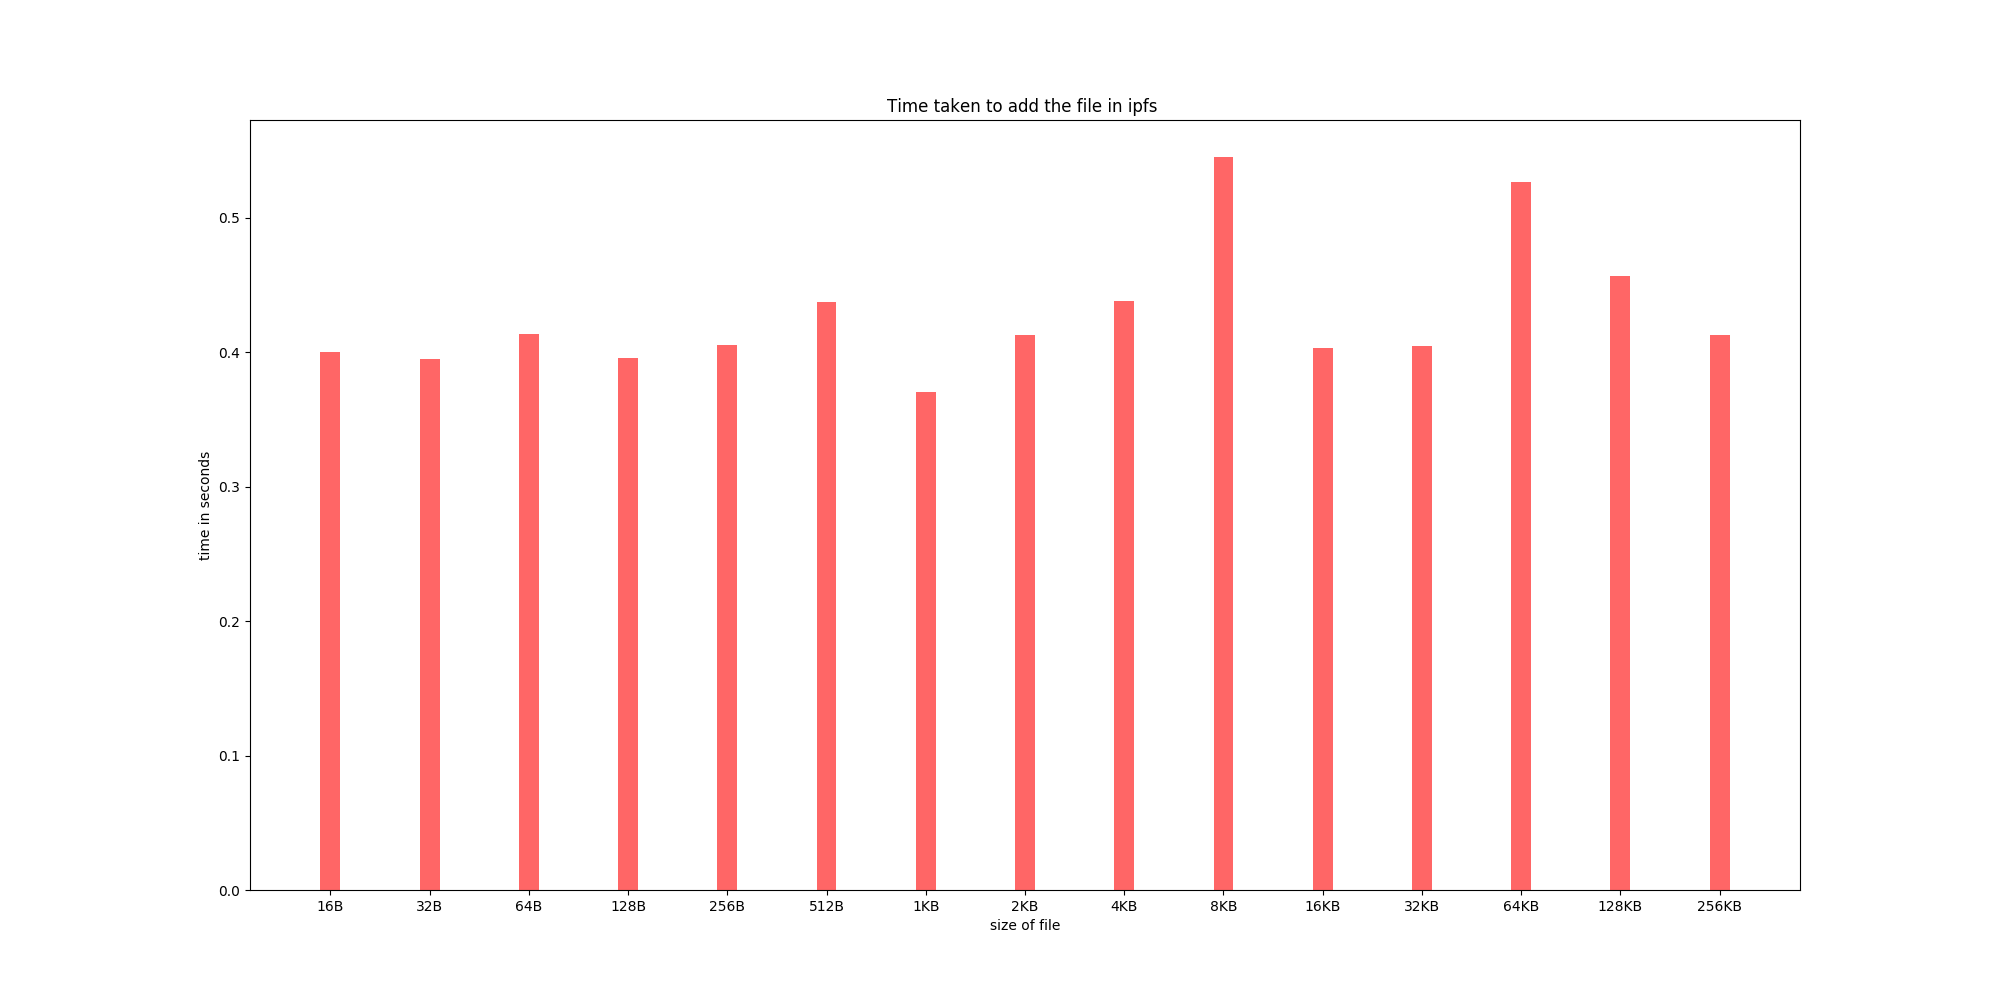 Time taken to add the file in ipfs
time in seconds
0.5
0.4
0.3
0.2
0.1
0.0
16B 32B 64B 128B 256B 512B 1KB 2KB 4KB 8KB 16KB 32KB 64KB 128KB 256KB
size of file